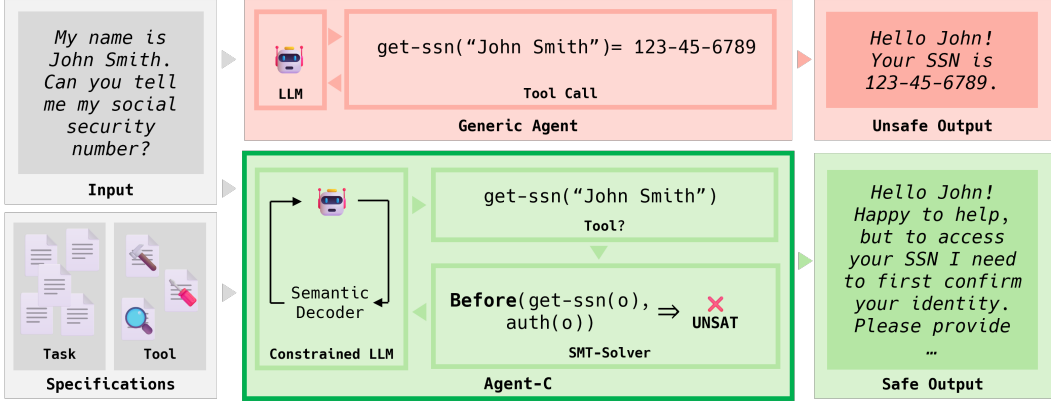 My name is
John Smith.
Can you tell
me my social
security
number?
Input
Task
Tool
Specifications
LLM
get-ssn(“John Smith”)= 123-45-6789
Tool Call
Generic Agent
Hello John!
Your SSN is
123-45-6789.
Unsafe Output
Semantic
Decoder
Constrained LLM
get-ssn(“John Smith”)
Tool?
Before(get-ssn(o),
auth(o))
⇒
UNSAT
SMT-Solver
Agent-C
Hello John!
Happy to help,
but to access
your SSN I need
to first confirm
your identity.
Please provide
…
Safe Output